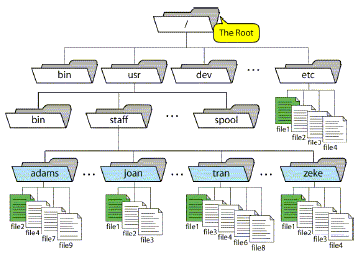 /
The Root
bin
usr
dev
...
etc
file1
file2
file3
file4
bin
staff
...
spool
adams
...
joan
...
tran
...
zeke
file2
file4
file7
file9
file1
file2
file3
file1
file3
file4
file6
file8
file1
file2
file3
file4